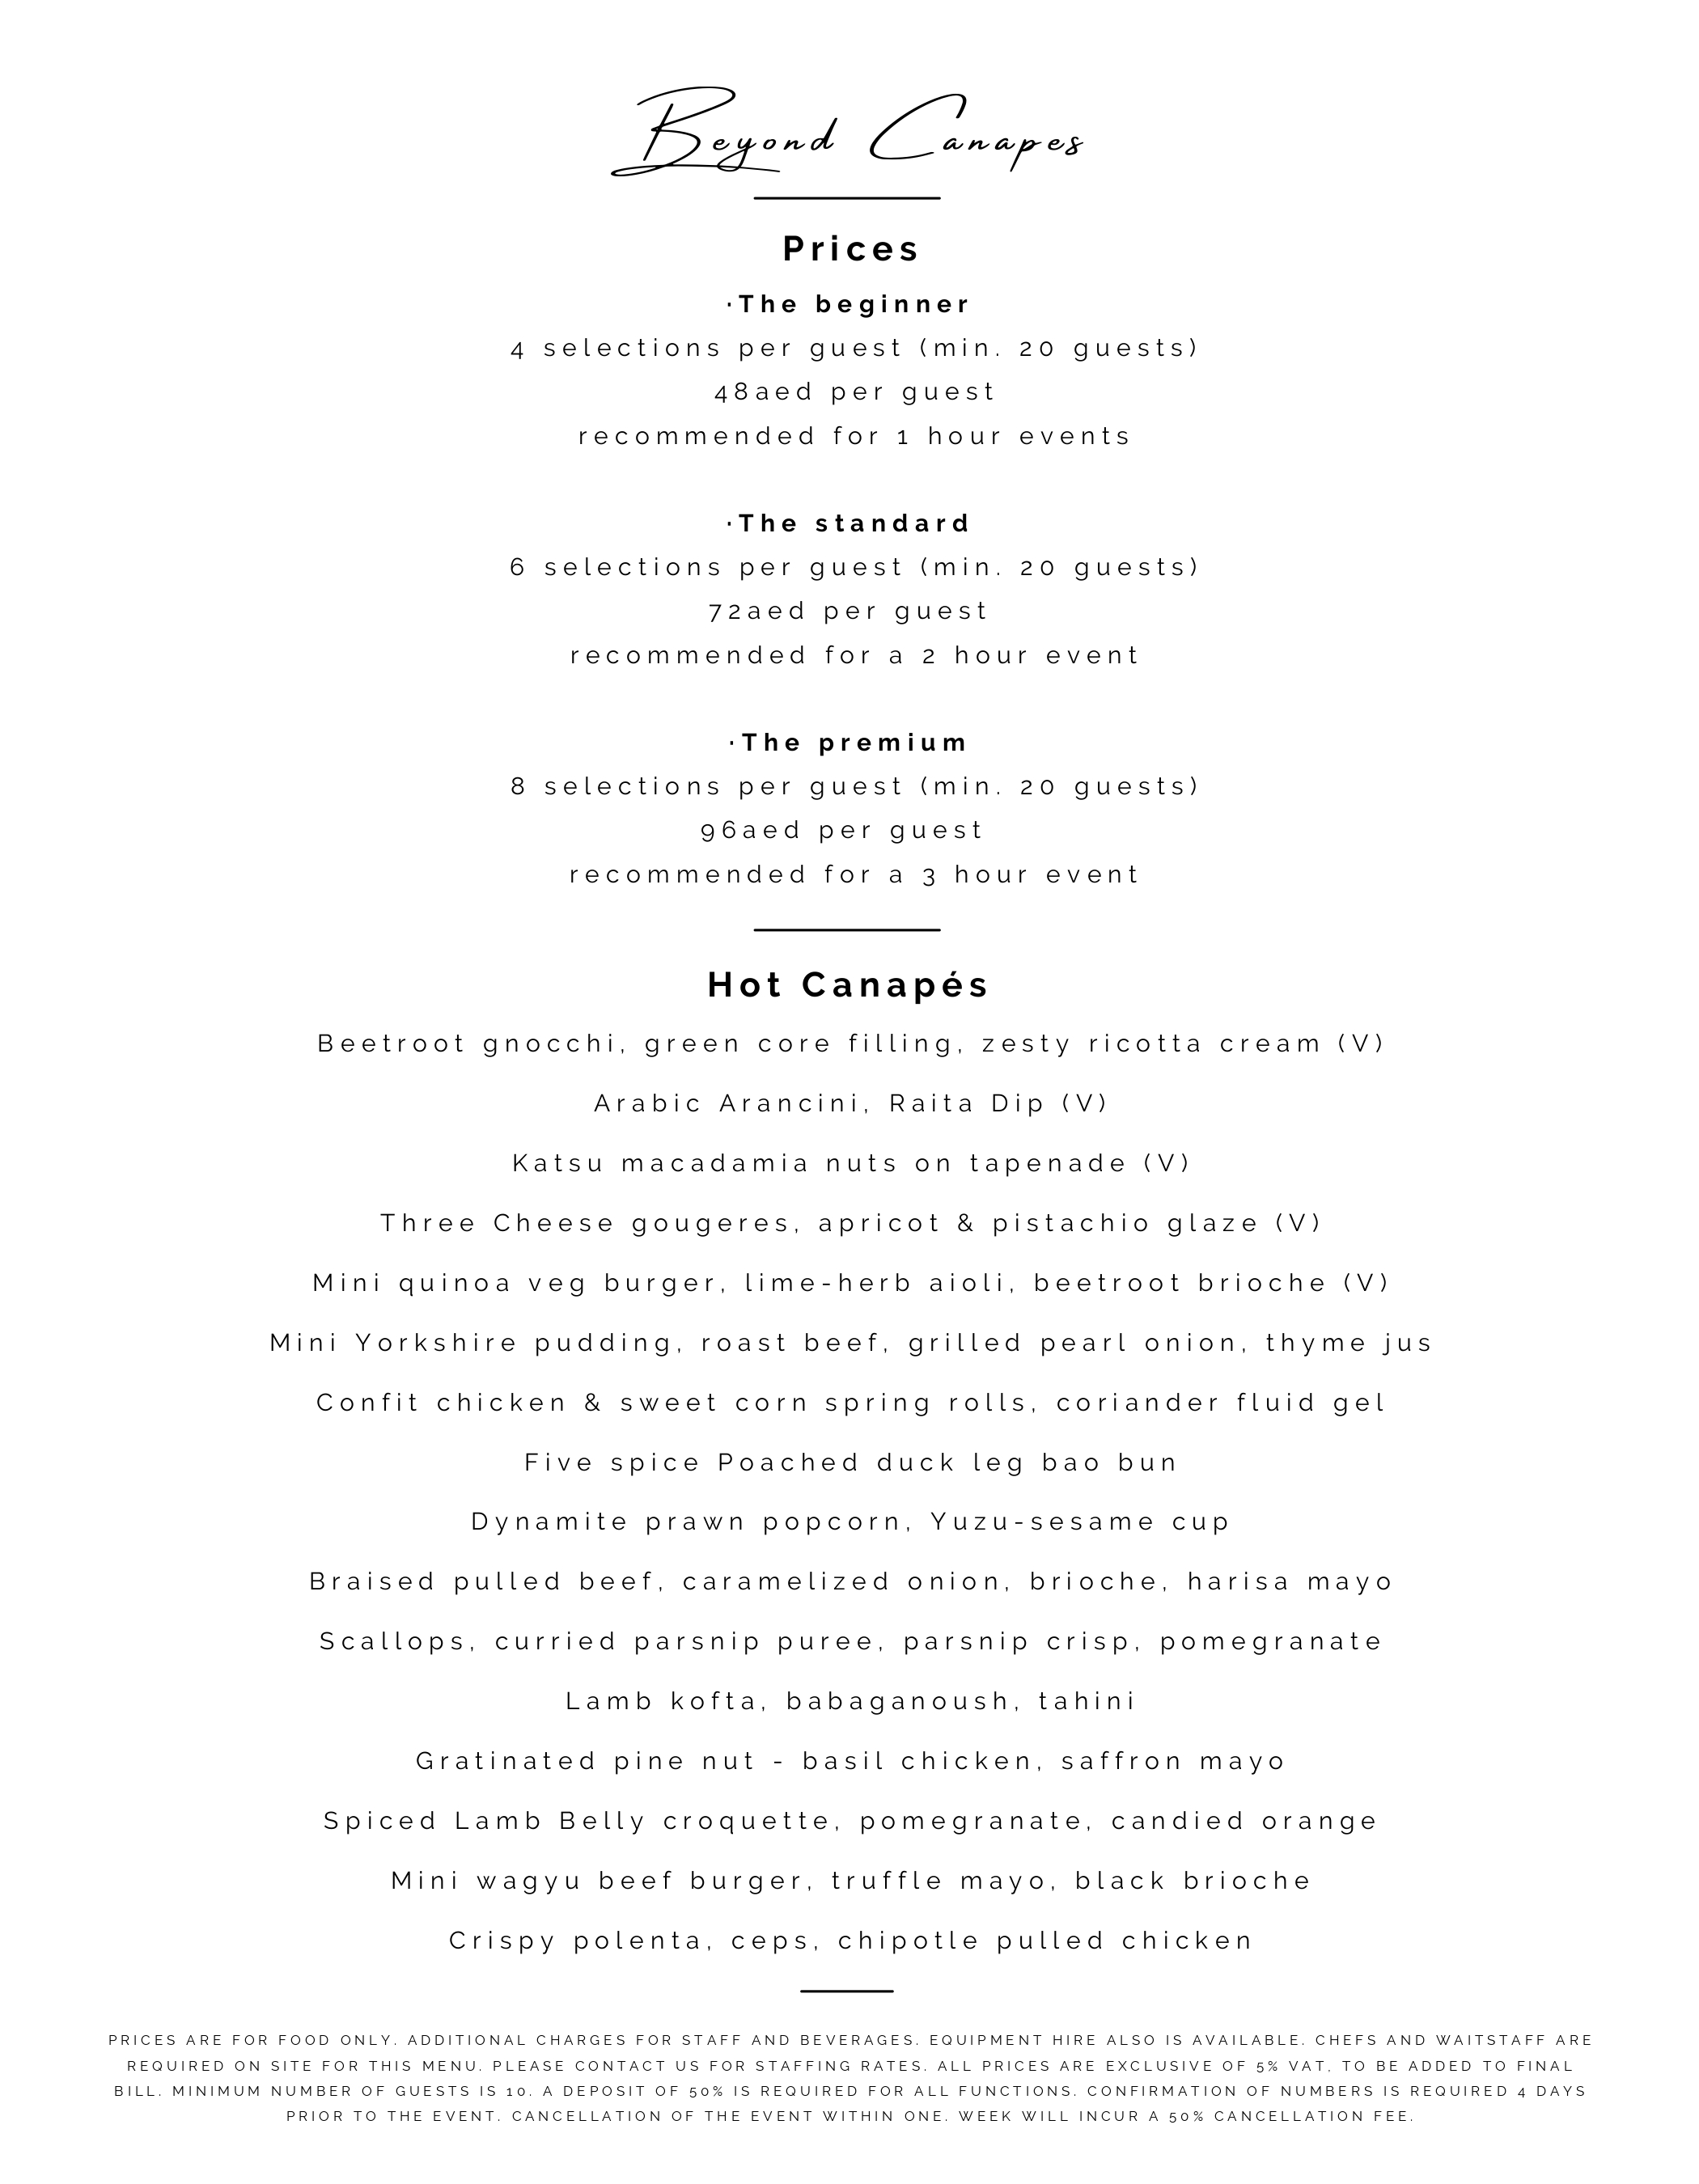 Beyond Canapes
Prices
·The beginner
4 selections per guest (min. 20 guests)
48aed per guest
recommended for 1 hour events
·The standard
6 selections per guest (min. 20 guests)
72aed per guest
recommended for a 2 hour event
·The premium
8 selections per guest (min. 20 guests)
96aed per guest
recommended for a 3 hour event
Hot Canapés
Beetroot gnocchi, green core filling, zesty ricotta cream (V)
Arabic Arancini, Raita Dip (V)
Katsu macadamia nuts on tapenade (V)
Three Cheese gougeres, apricot & pistachio glaze (V)
Mini quinoa veg burger, lime-herb aioli, beetroot brioche (V)
Mini Yorkshire pudding, roast beef, grilled pearl onion, thyme jus
Confit chicken & sweet corn spring rolls, coriander fluid gel
Five spice Poached duck leg bao bun
Dynamite prawn popcorn, Yuzu-sesame cup
Braised pulled beef, caramelized onion, brioche, harisa mayo
Scallops, curried parsnip puree, parsnip crisp, pomegranate
Lamb kofta, babaganoush, tahini
Gratinated pine nut - basil chicken, saffron mayo
Spiced Lamb Belly croquette, pomegranate, candied orange
Mini wagyu beef burger, truffle mayo, black brioche
Crispy polenta, ceps, chipotle pulled chicken
PRICES ARE FOR FOOD ONLY. ADDITIONAL CHARGES FOR STAFF AND BEVERAGES. EQUIPMENT HIRE ALSO IS AVAILABLE. CHEFS AND WAITSTAFF ARE
REQUIRED ON SITE FOR THIS MENU. PLEASE CONTACT US FOR STAFFING RATES. ALL PRICES ARE EXCLUSIVE OF 5% VAT, TO BE ADDED TO FINAL
BILL. MINIMUM NUMBER OF GUESTS IS 10. A DEPOSIT OF 50% IS REQUIRED FOR ALL FUNCTIONS. CONFIRMATION OF NUMBERS IS REQUIRED 4 DAYS
PRIOR TO THE EVENT. CANCELLATION OF THE EVENT WITHIN ONE. WEEK WILL INCUR A 50% CANCELLATION FEE.